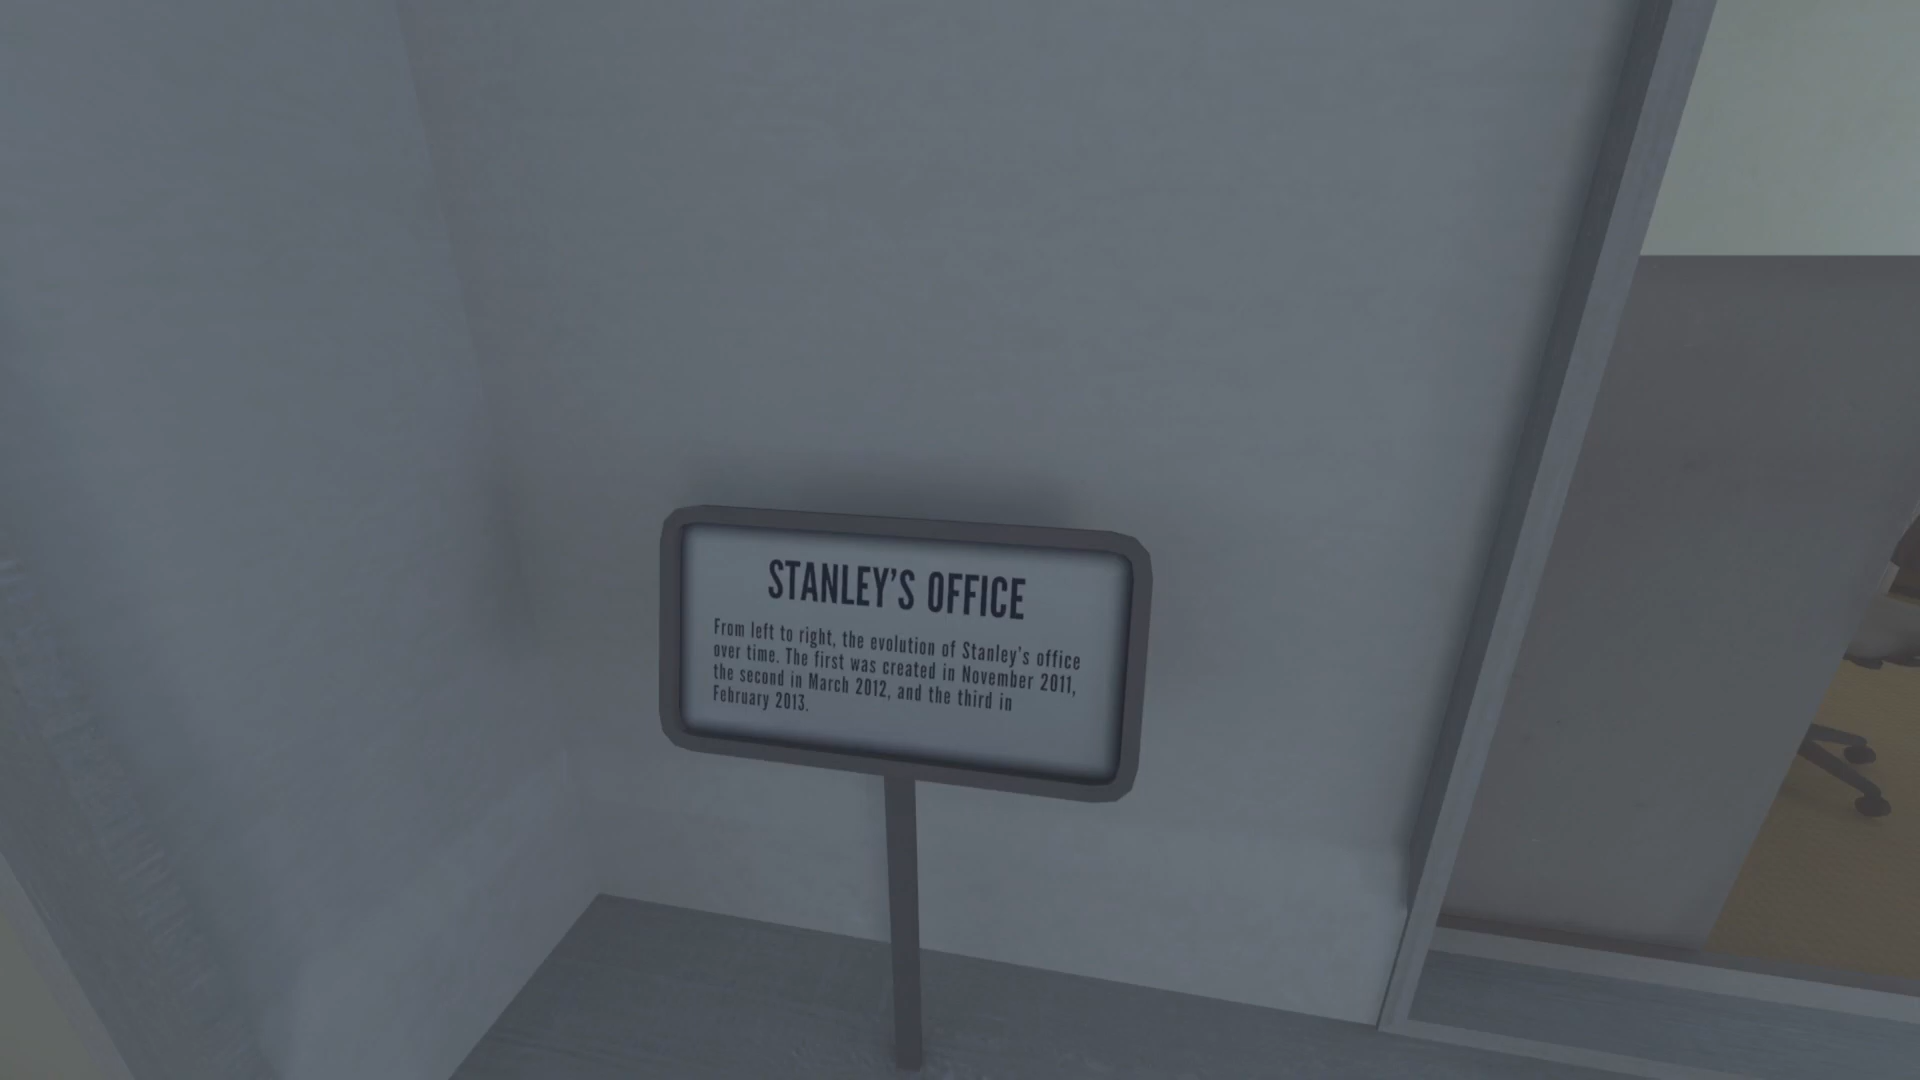 STANLEY'S OFFICE
From left to right, the evolution of Stanley's office
over time. The first was created in November 2011,
the second in March 2012, and the third in
February 2013.